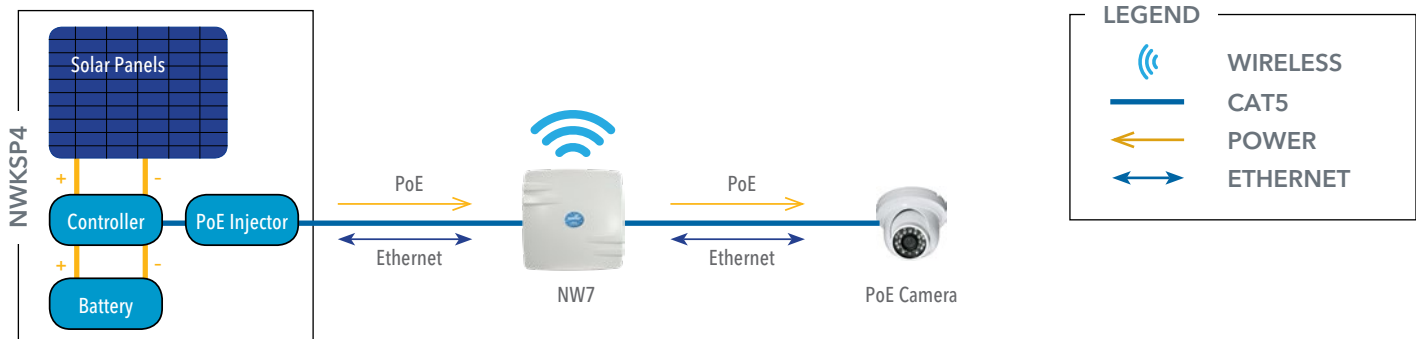 NWKSP4
Solar Panels
+ -
Controller
PoE Injector
+ -
Battery
PoE
Ethernet
NW7
PoE
Ethernet
PoE Camera
LEGEND
WIRELESS
CAT5
POWER
ETHERNET